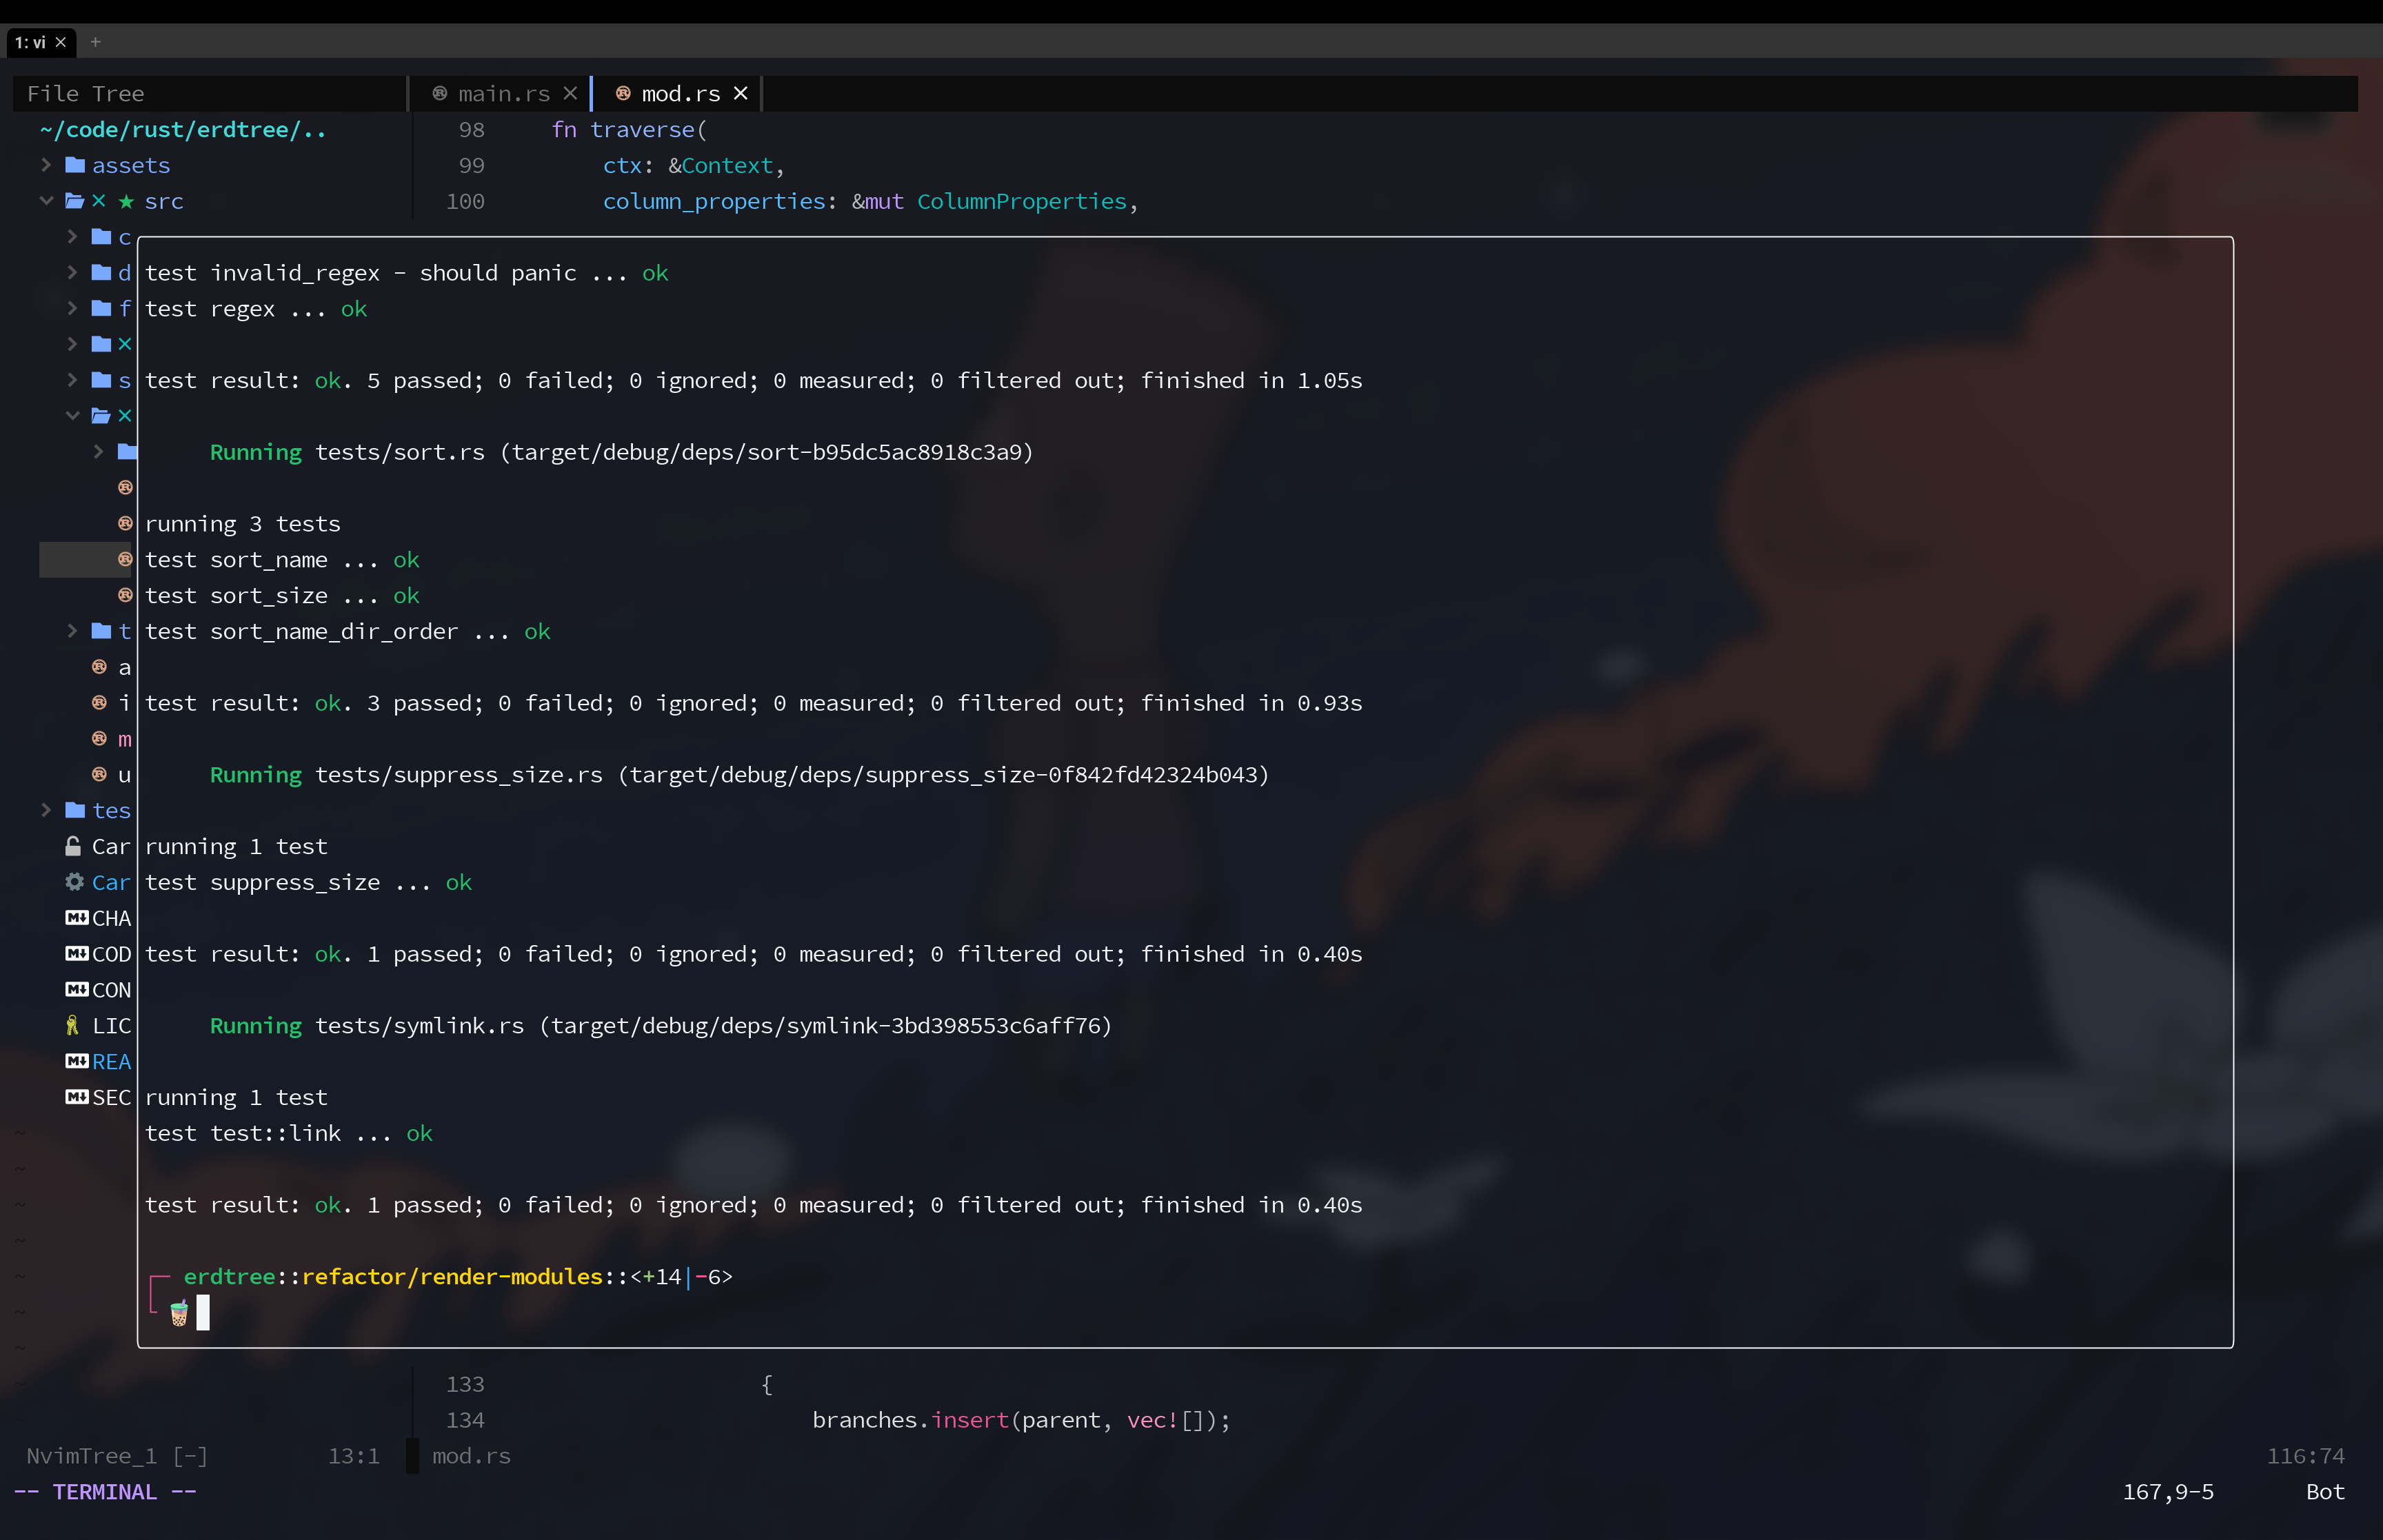 1: vi × +
File Tree
main.rs ×
mod.rs ×
~/code/rust/erdtree/..
98 fn traverse(
assets
99 ctx: &Context,
src
100 column_properties: &mut ColumnProperties,
c
d test invalid_regex - should panic ... ok
f test regex ... ok
s test result: ok. 5 passed; 0 failed; 0 ignored; 0 measured; 0 filtered out; finished in 1.05s
Running tests/sort.rs (target/debug/deps/sort-b95dc5ac8918c3a9)
running 3 tests
test sort_name ... ok
test sort_size ... ok
t test sort_name_dir_order ... ok
a
i test result: ok. 3 passed; 0 failed; 0 ignored; 0 measured; 0 filtered out; finished in 0.93s
m
u Running tests/suppress_size.rs (target/debug/deps/suppress_size-0f842fd42324b043)
tes
Car running 1 test
Car test suppress_size ... ok
CHA
COD test result: ok. 1 passed; 0 failed; 0 ignored; 0 measured; 0 filtered out; finished in 0.40s
CON
LIC Running tests/symlink.rs (target/debug/deps/symlink-3bd398553c6aff76)
REA
SEC running 1 test
test test::link ... ok
test result: ok. 1 passed; 0 failed; 0 ignored; 0 measured; 0 filtered out; finished in 0.40s
erdtree::refactor/render-modules::<+14|-6>
133 {
134 branches.insert(parent, vec![]);
NvimTree_1 [-] 13:1 mod.rs 116:74
-- TERMINAL -- 167,9-5 Bot